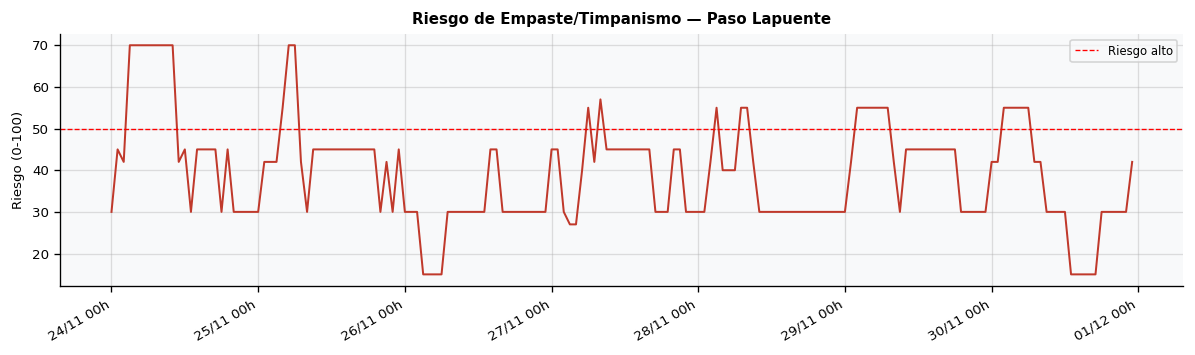 Riesgo de Empaste/Timpanismo — Paso Lapuente
Riesgo alto
Riesgo (0-100)
70
60
50
40
30
20
24/11 00h
25/11 00h
26/11 00h
27/11 00h
28/11 00h
29/11 00h
30/11 00h
01/12 00h